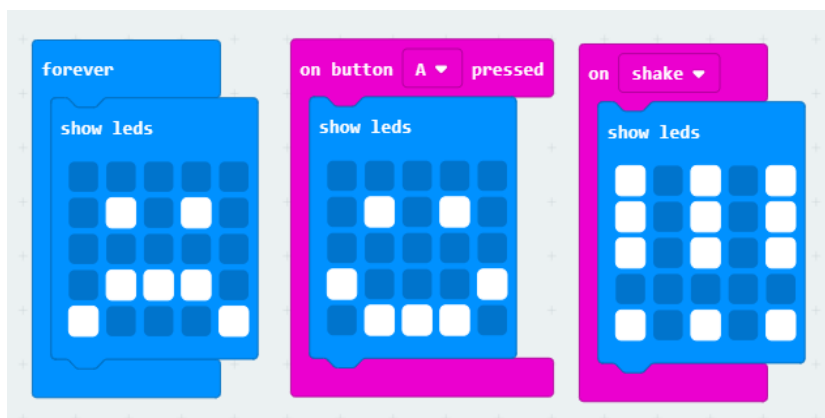 forever
show leds
on button A pressed
show leds
on shake
show leds